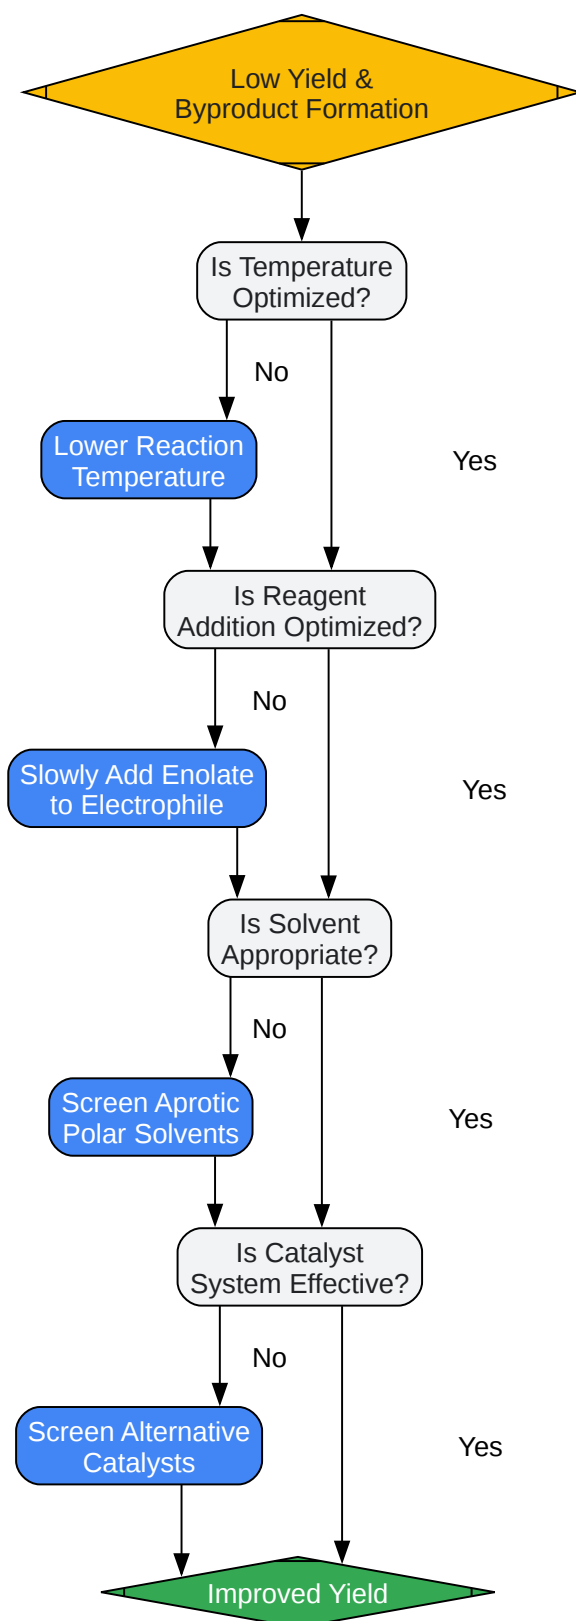 Low Yield &
Byproduct Formation
Is Temperature
Optimized?
No
Lower Reaction
Temperature
Yes
Is Reagent
Addition Optimized?
No
Slowly Add Enolate
to Electrophile
Yes
Is Solvent
Appropriate?
No
Screen Aprotic
Polar Solvents
Yes
Is Catalyst
System Effective?
No
Screen Alternative
Catalysts
Yes
Improved Yield